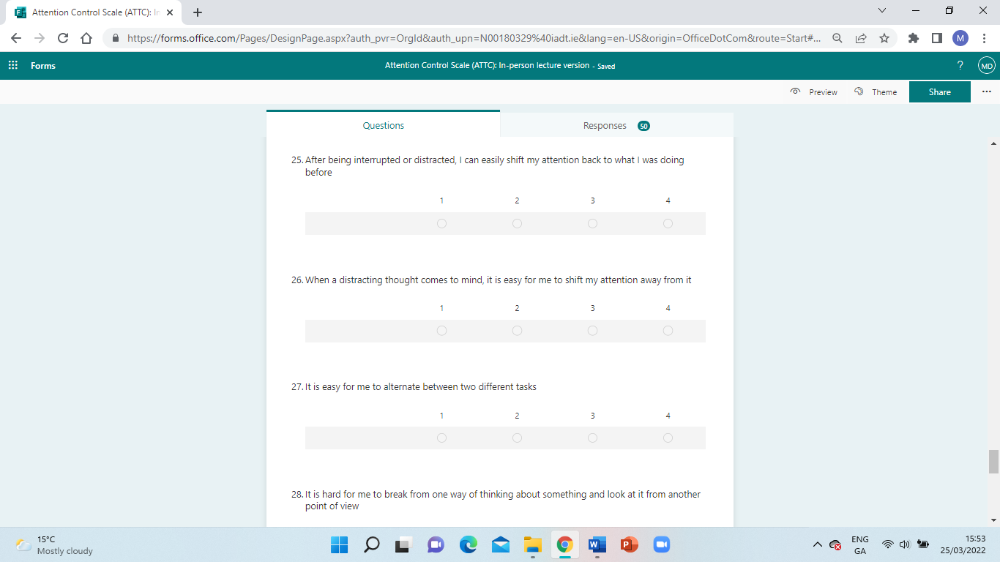 Attention Control Scale (ATTC): In
https://forms.office.com/Pages/DesignPage.aspx?auth_pvr=OrgId&auth_upn=N00180329%40iadt.ie&lang=en-US&origin=OfficeDotCom&route=Start#...
M
Forms
Attention Control Scale (ATTC): In-person lecture version - Saved
?
MD
Preview
Theme
Share
Questions
Responses 50
25. After being interrupted or distracted, I can easily shift my attention back to what I was doing
before
1 2 3 4
26. When a distracting thought comes to mind, it is easy for me to shift my attention away from it
1 2 3 4
27. It is easy for me to alternate between two different tasks
1 2 3 4
28. It is hard for me to break from one way of thinking about something and look at it from another
point of view
15°C
Mostly cloudy
W
P
ENG
GA
15:53
25/03/2022